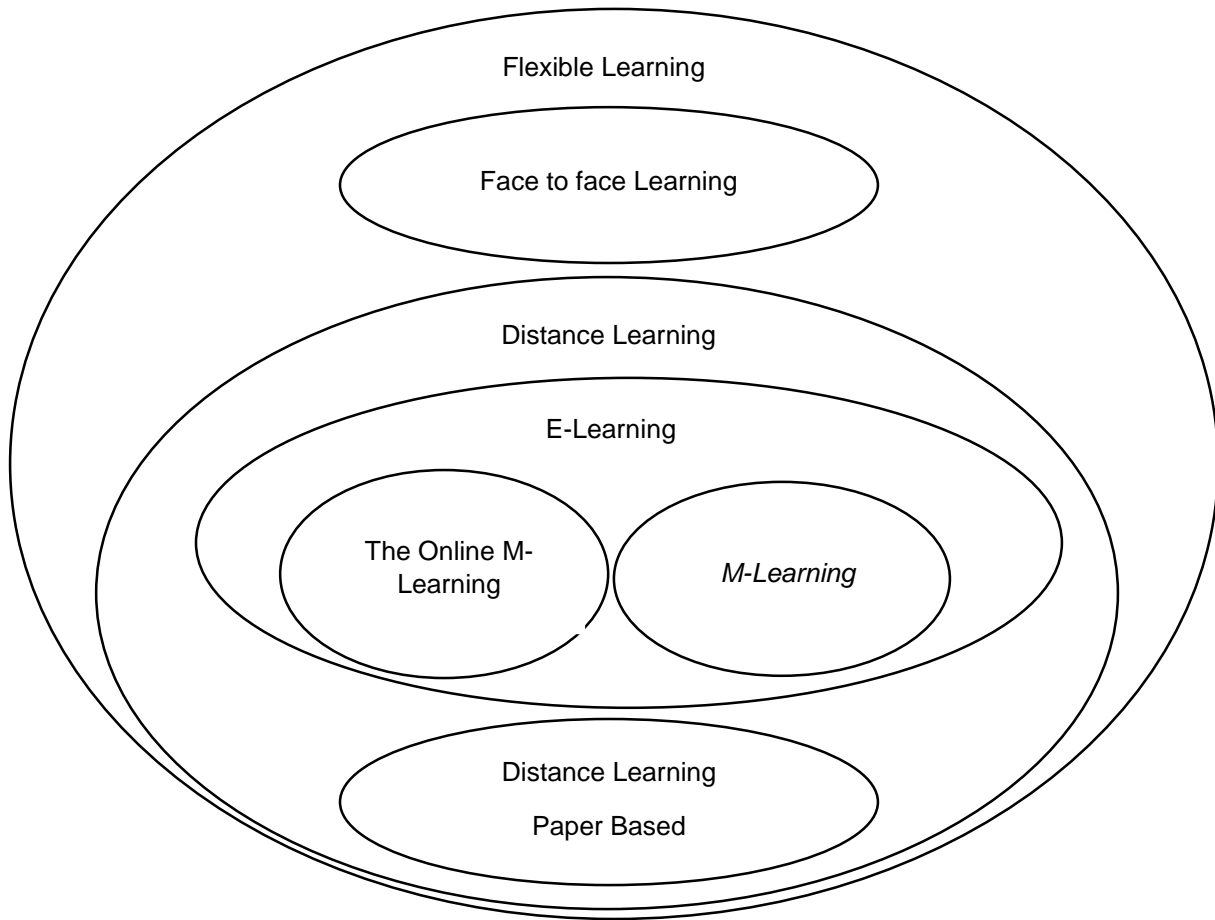 Flexible Learning
Face to face Learning
Distance Learning
E-Learning
The Online M-
Learning
M-Learning
Distance Learning
Paper Based